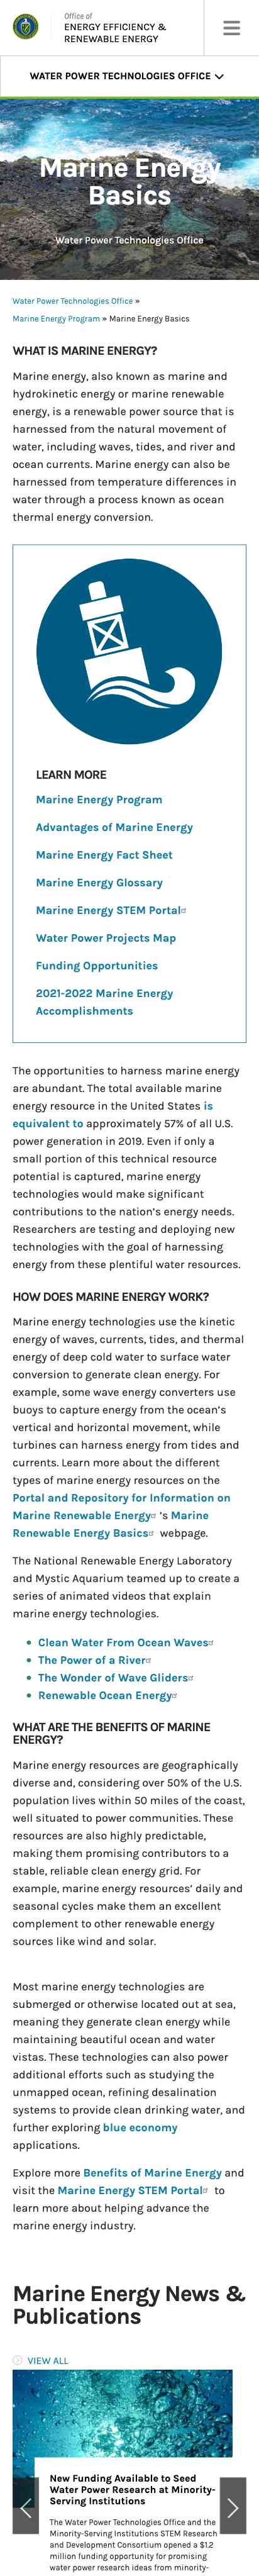 Office of
ENERGY EFFICIENCY &
RENEWABLE ENERGY
WATER POWER TECHNOLOGIES OFFICE
Marine Energy
Basics
Water Power Technologies Office
Water Power Technologies Office »
Marine Energy Program » Marine Energy Basics
WHAT IS MARINE ENERGY?
Marine energy, also known as marine and
hydrokinetic energy or marine renewable
energy, is a renewable power source that is
harnessed from the natural movement of
water, including waves, tides, and river and
ocean currents. Marine energy can also be
harnessed from temperature differences in
water through a process known as ocean
thermal energy conversion.
LEARN MORE
Marine Energy Program
Advantages of Marine Energy
Marine Energy Fact Sheet
Marine Energy Glossary
Marine Energy STEM Portal
Water Power Projects Map
Funding Opportunities
2021-2022 Marine Energy
Accomplishments
The opportunities to harness marine energy
are abundant. The total available marine
energy resource in the United States is
equivalent to approximately 57% of all U.S.
power generation in 2019. Even if only a
small portion of this technical resource
potential is captured, marine energy
technologies would make significant
contributions to the nation's energy needs.
Researchers are testing and deploying new
technologies with the goal of harnessing
energy from these plentiful water resources.
HOW DOES MARINE ENERGY WORK?
Marine energy technologies use the kinetic
energy of waves, currents, tides, and thermal
energy of deep cold water to surface water
conversion to generate clean energy. For
example, some wave energy converters use
buoys to capture energy from the ocean's
vertical and horizontal movement, while
turbines can harness energy from tides and
currents. Learn more about the different
types of marine energy resources on the
Portal and Repository for Information on
Marine Renewable Energy 's Marine
Renewable Energy Basics webpage.
The National Renewable Energy Laboratory
and Mystic Aquarium teamed up to create a
series of animated videos that explain
marine energy technologies.
• Clean Water From Ocean Waves
• The Power of a River
• The Wonder of Wave Gliders
• Renewable Ocean Energy
WHAT ARE THE BENEFITS OF MARINE
ENERGY?
Marine energy resources are geographically
diverse and, considering over 50% of the U.S.
population lives within 50 miles of the coast,
well situated to power communities. These
resources are also highly predictable,
making them promising contributors to a
stable, reliable clean energy grid. For
example, marine energy resources' daily and
seasonal cycles make them an excellent
complement to other renewable energy
sources like wind and solar.
Most marine energy technologies are
submerged or otherwise located out at sea,
meaning they generate clean energy while
maintaining beautiful ocean and water
vistas. These technologies can also power
additional efforts such as studying the
unmapped ocean, refining desalination
systems to provide clean drinking water, and
further exploring blue economy
applications.
Explore more Benefits of Marine Energy and
visit the Marine Energy STEM Portal to
learn more about helping advance the
marine energy industry.
Marine Energy News &
Publications
VIEW ALL
New Funding Available to Seed
Water Power Research at Minority-
Serving Institutions
The Water Power Technologies Office and the
Minority-Serving Institutions STEM Research
and Development Consortium opened a $1.2
million funding opportunity for promising
water power research ideas from minority-